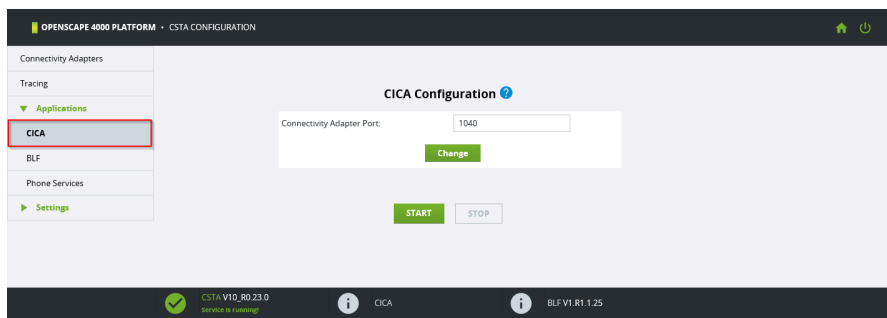 OPENSCAPE 4000 PLATFORM • CSTA CONFIGURATION
Connectivity Adapters
Tracing
Applications
CICA
BLF
Phone Services
Settings
CICA Configuration ?
Connectivity Adapter Port: 1040
Change
START STOP
CSTA V10_R0.23.0
Service is running!
i CICA
i BLF V1.R1.1.25